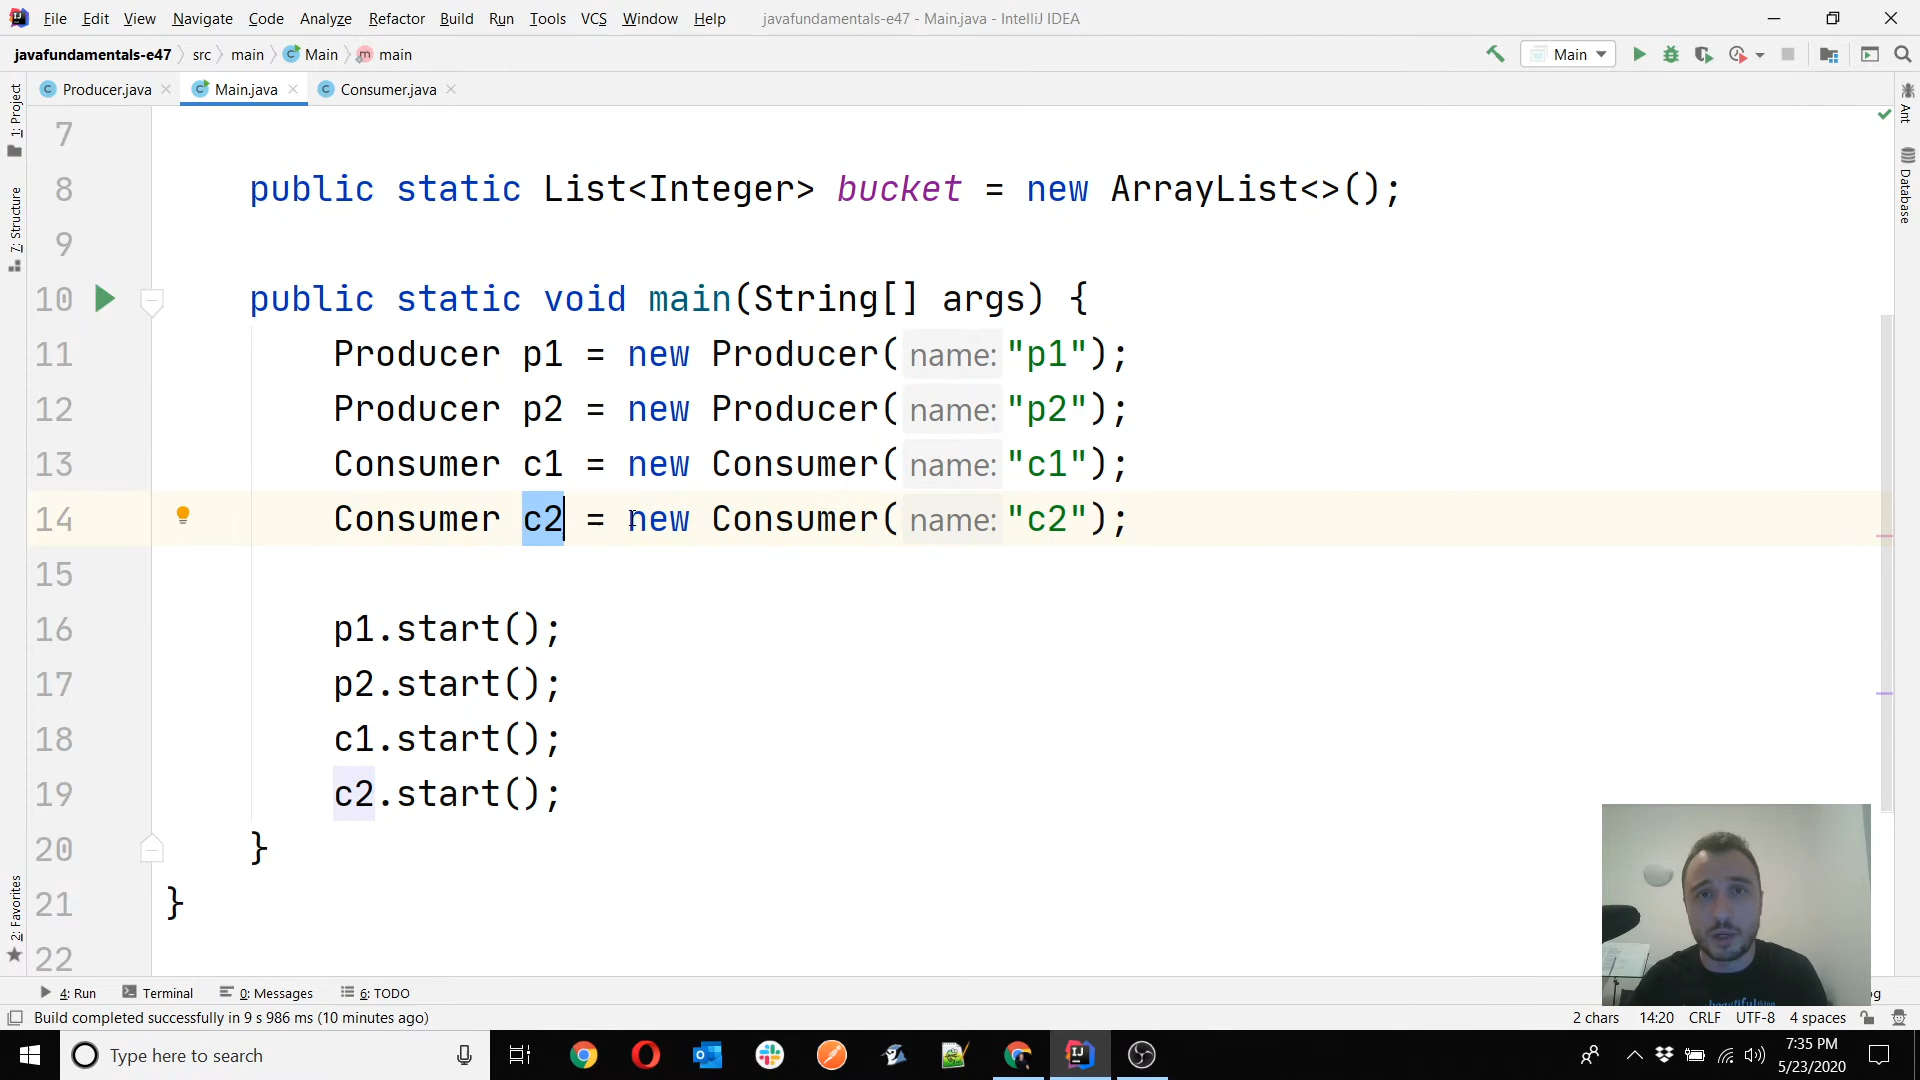 File Edit View Navigate Code Analyze Refactor Build Run Tools VCS Window Help javafundamentals-e47 - Main.java - IntelliJ IDEA
javafundamentals-e47 src main Main main Main
Producer.java Main.java Consumer.java
1: Project
7: Structure
2: Favorites
Ant
Database
7
8 public static List<Integer> bucket = new ArrayList<>();
9
10 public static void main(String[] args) {
11 Producer p1 = new Producer( name: "p1");
12 Producer p2 = new Producer( name: "p2");
13 Consumer c1 = new Consumer( name: "c1");
14 Consumer c2 = new Consumer( name: "c2");
15
16 p1.start();
17 p2.start();
18 c1.start();
19 c2.start();
20 }
21 }
22
4: Run Terminal 0: Messages 6: TODO
Build completed successfully in 9 s 986 ms (10 minutes ago) 2 chars 14:20 CRLF UTF-8 4 spaces
Type here to search
7:35 PM
5/23/2020